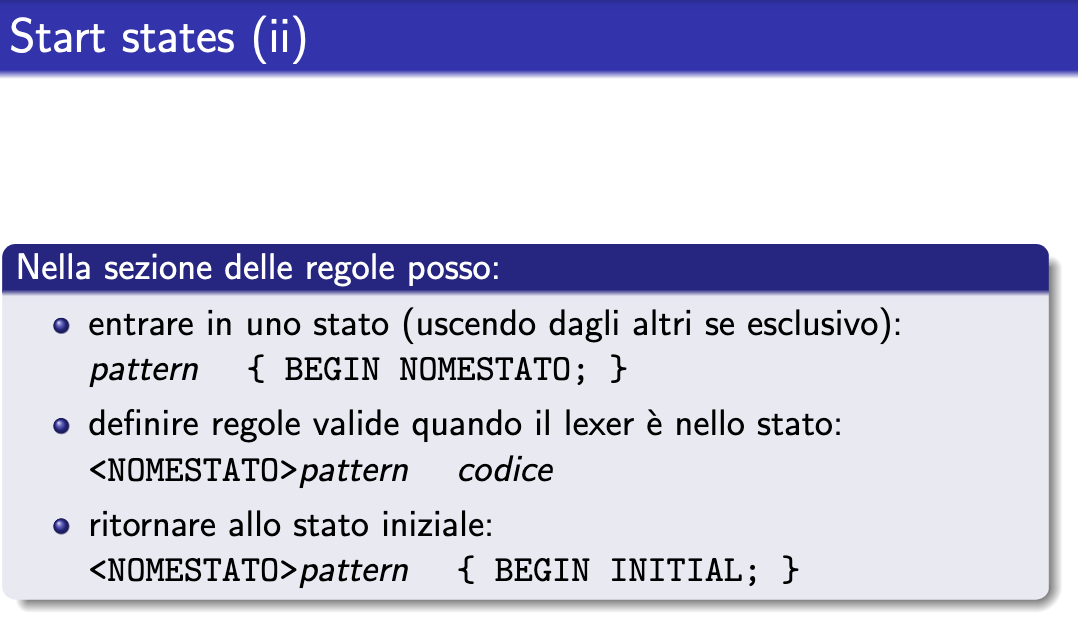 Start states (ii)
Nella sezione delle regole posso:
entrare in uno stato (uscendo dagli altri se esclusivo):
pattern { BEGIN NOMESTATO; }
definire regole valide quando il lexer è nello stato:
<NOMESTATO>pattern codice
ritornare allo stato iniziale:
<NOMESTATO>pattern { BEGIN INITIAL; }